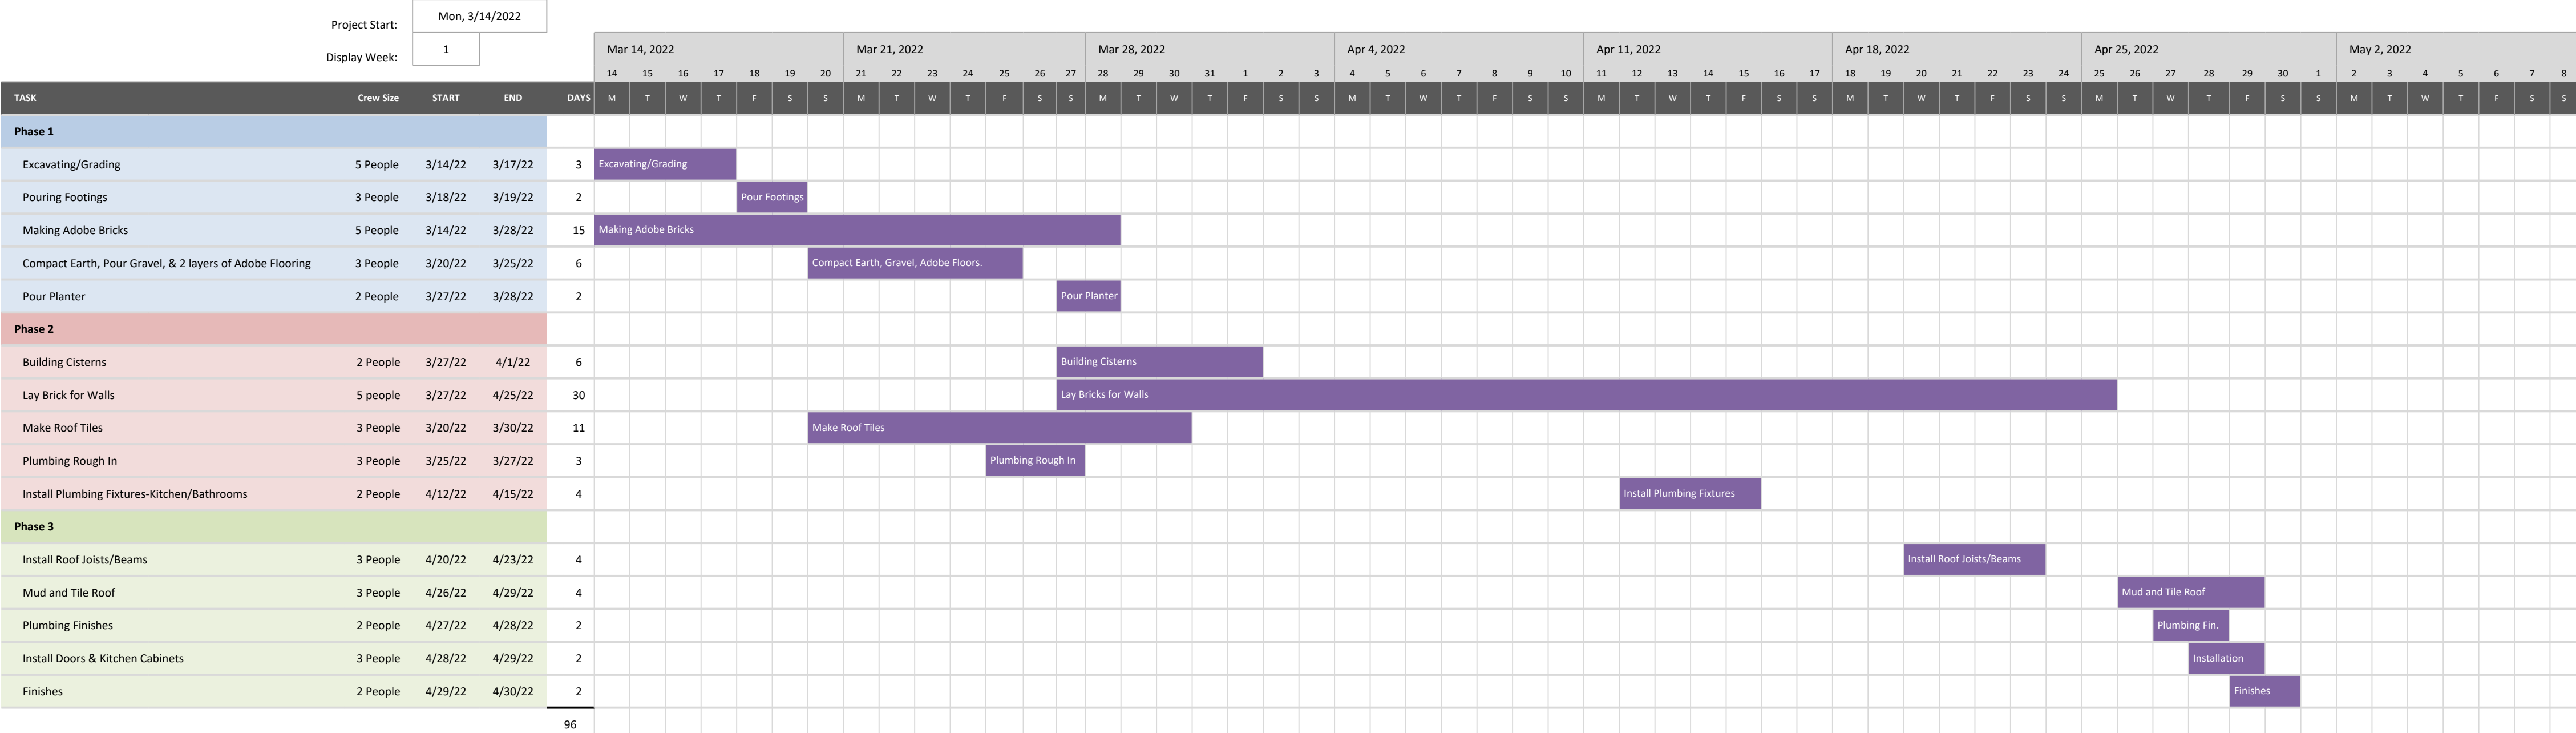 Mon, 3/14/2022
Project Start:
Display Week: 1
Mar 14, 2022 Mar 21, 2022 Mar 28, 2022 Apr 4, 2022 Apr 11, 2022 Apr 18, 2022 Apr 25, 2022 May 2, 2022
14 15 16 17 18 19 20 21 22 23 24 25 26 27 28 29 30 31 1 2 3 4 5 6 7 8 9 10 11 12 13 14 15 16 17 18 19 20 21 22 23 24 25 26 27 28 29 30 1 2 3 4 5 6 7 8
TASK Crew Size START END DAYS M T W T F S S M T W T F S S M T W T F S S M T W T F S S M T W T F S S M T W T F S S M T W T F S S M T W T F S S
Phase 1
Excavating/Grading 5 People 3/14/22 3/17/22 3 Excavating/Grading
Pouring Footings 3 People 3/18/22 3/19/22 2 Pour Footings
Making Adobe Bricks 5 People 3/14/22 3/28/22 15 Making Adobe Bricks
Compact Earth, Pour Gravel, & 2 layers of Adobe Flooring 3 People 3/20/22 3/25/22 6 Compact Earth, Gravel, Adobe Floors.
Pour Planter 2 People 3/27/22 3/28/22 2 Pour Planter
Phase 2
Building Cisterns 2 People 3/27/22 4/1/22 6 Building Cisterns
Lay Brick for Walls 5 people 3/27/22 4/25/22 30 Lay Bricks for Walls
Make Roof Tiles 3 People 3/20/22 3/30/22 11 Make Roof Tiles
Plumbing Rough In 3 People 3/25/22 3/27/22 3 Plumbing Rough In
Install Plumbing Fixtures-Kitchen/Bathrooms 2 People 4/12/22 4/15/22 4 Install Plumbing Fixtures
Phase 3
Install Roof Joists/Beams 3 People 4/20/22 4/23/22 4 Install Roof Joists/Beams
Mud and Tile Roof 3 People 4/26/22 4/29/22 4 Mud and Tile Roof
Plumbing Finishes 2 People 4/27/22 4/28/22 2 Plumbing Fin.
Install Doors & Kitchen Cabinets 3 People 4/28/22 4/29/22 2 Installation
Finishes 2 People 4/29/22 4/30/22 2 Finishes
96